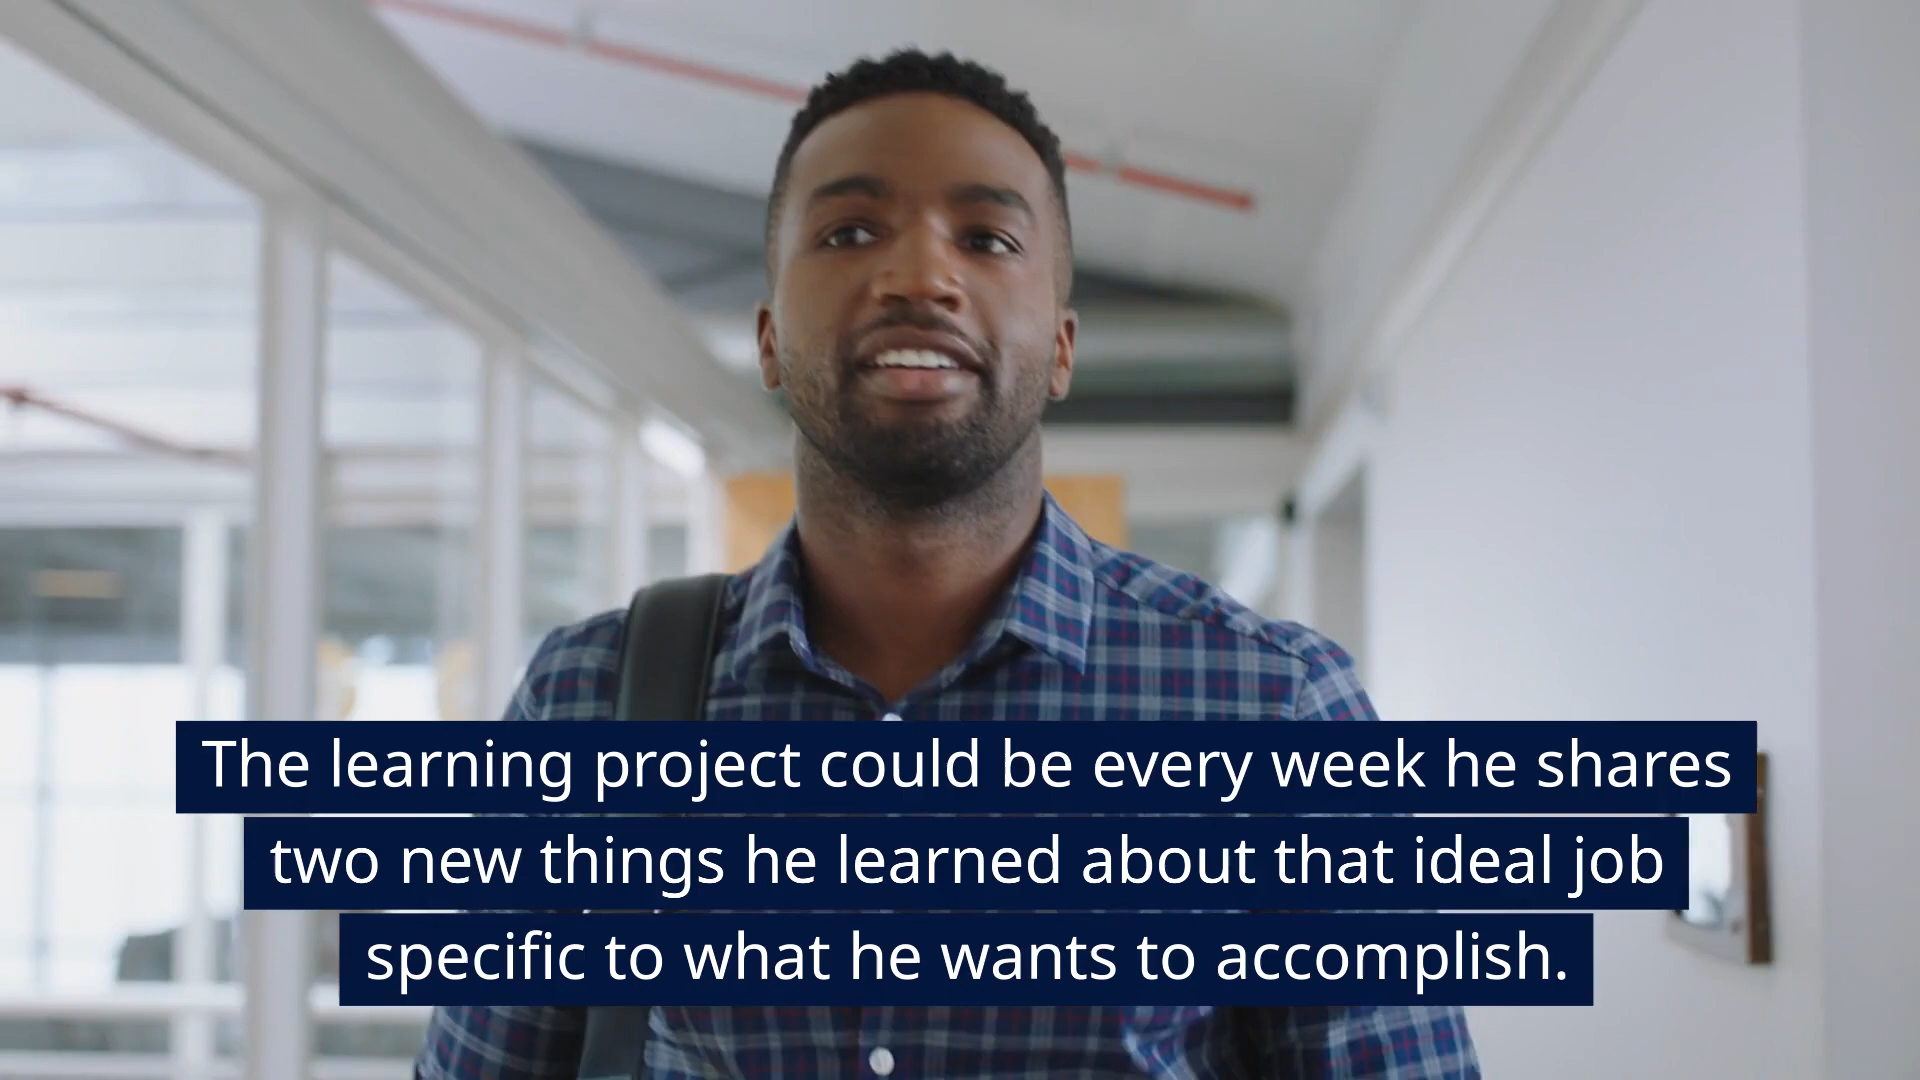 The learning project could be every week he shares
two new things he learned about that ideal job
specific to what he wants to accomplish.